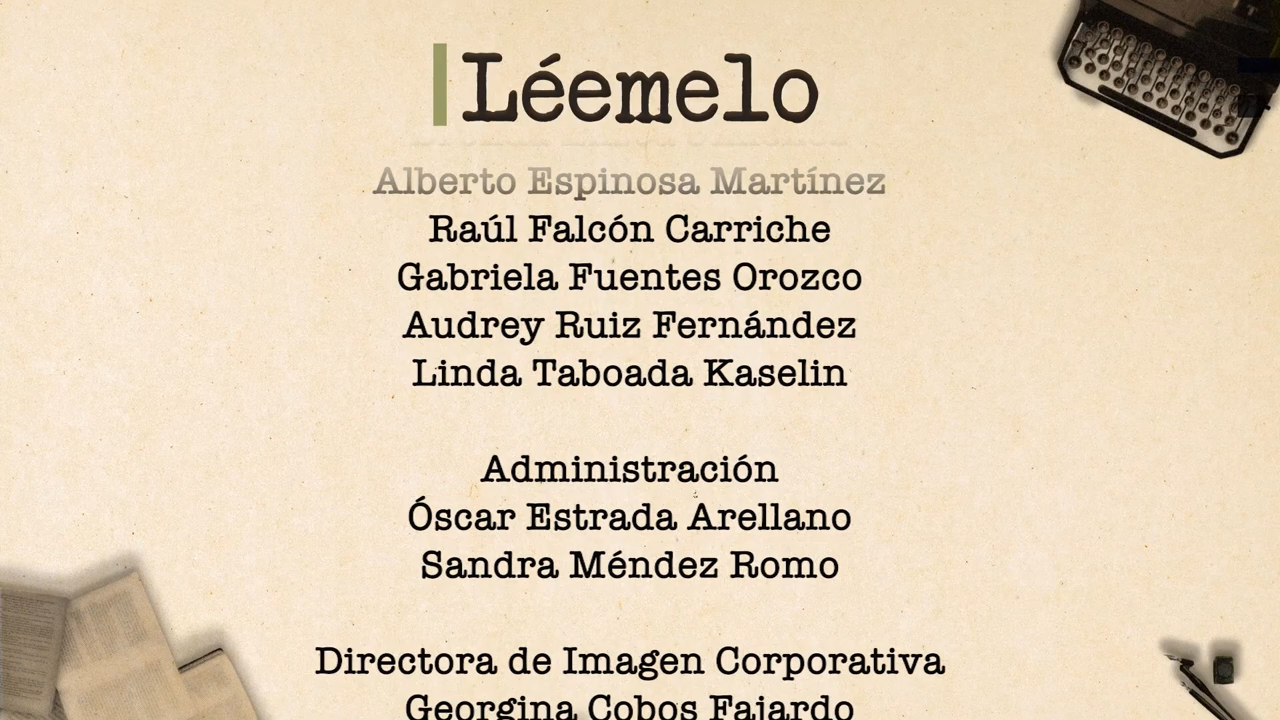 Léemelo
Alberto Espinosa Martínez
Raúl Falcón Carriche
Gabriela Fuentes Orozco
Audrey Ruiz Fernández
Linda Taboada Kaselin
Administración
Óscar Estrada Arellano
Sandra Méndez Romo
Directora de Imagen Corporativa
Georgina Cobos Fajardo